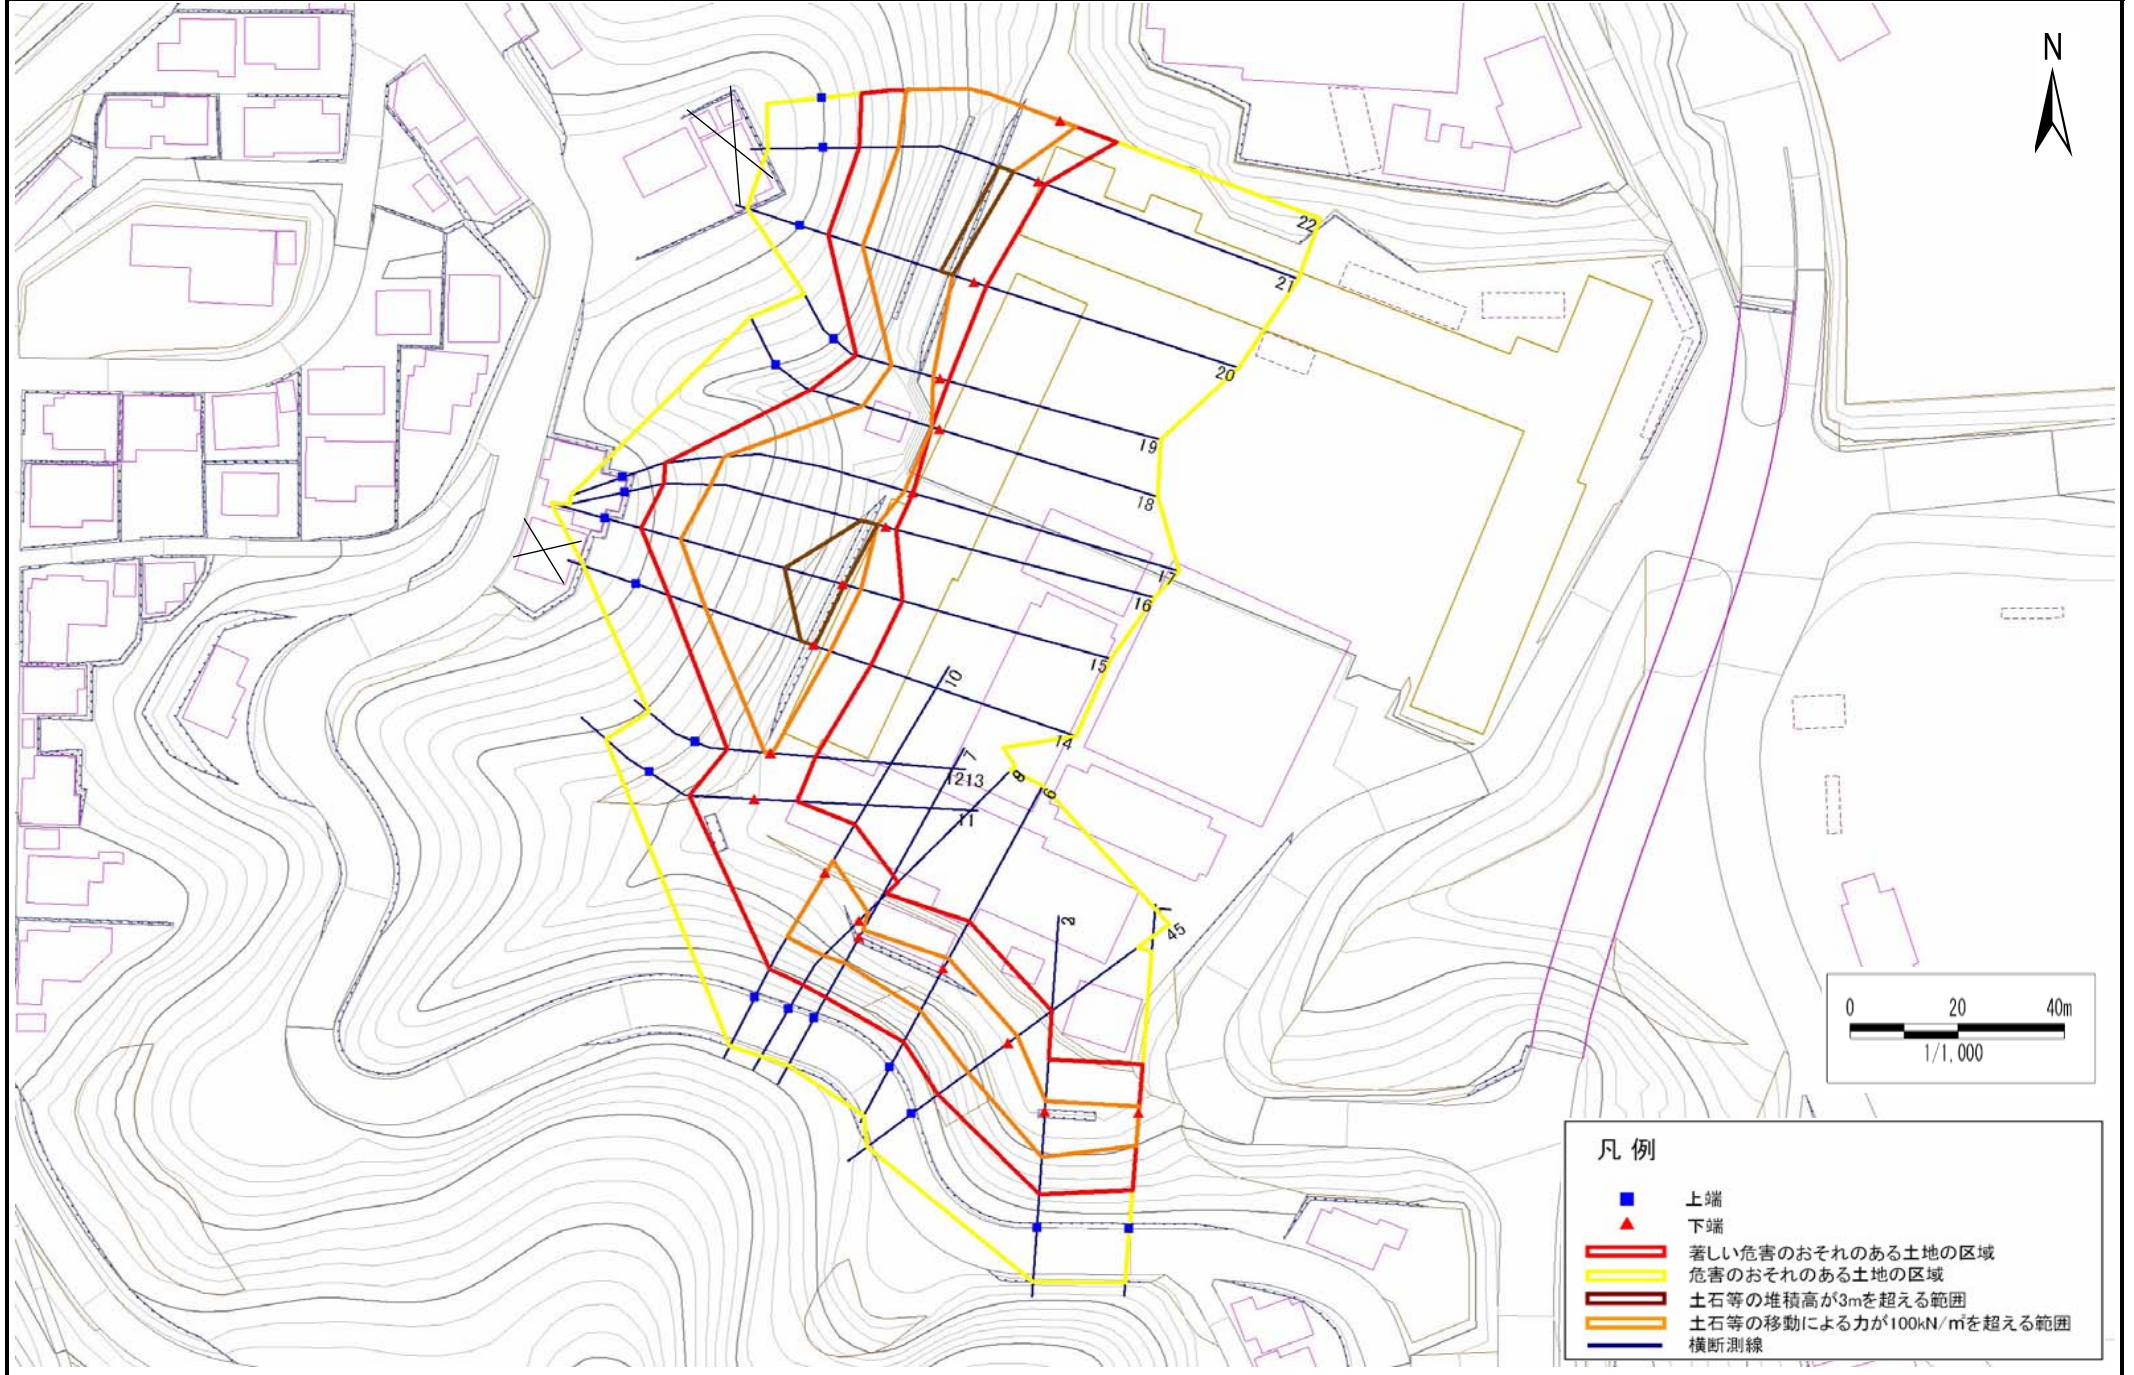 N
22
21
20
19
18
17
16
15
10
14
7
8
1213
6
11
1
2
45
0 20 40m
1/1,000
凡例
上端
下端
著しい危害のおそれのある土地の区域
危害のおそれのある土地の区域
土石等の堆積高が3mを超える範囲
土石等の移動による力が100kN/㎡を超える範囲
横断測線